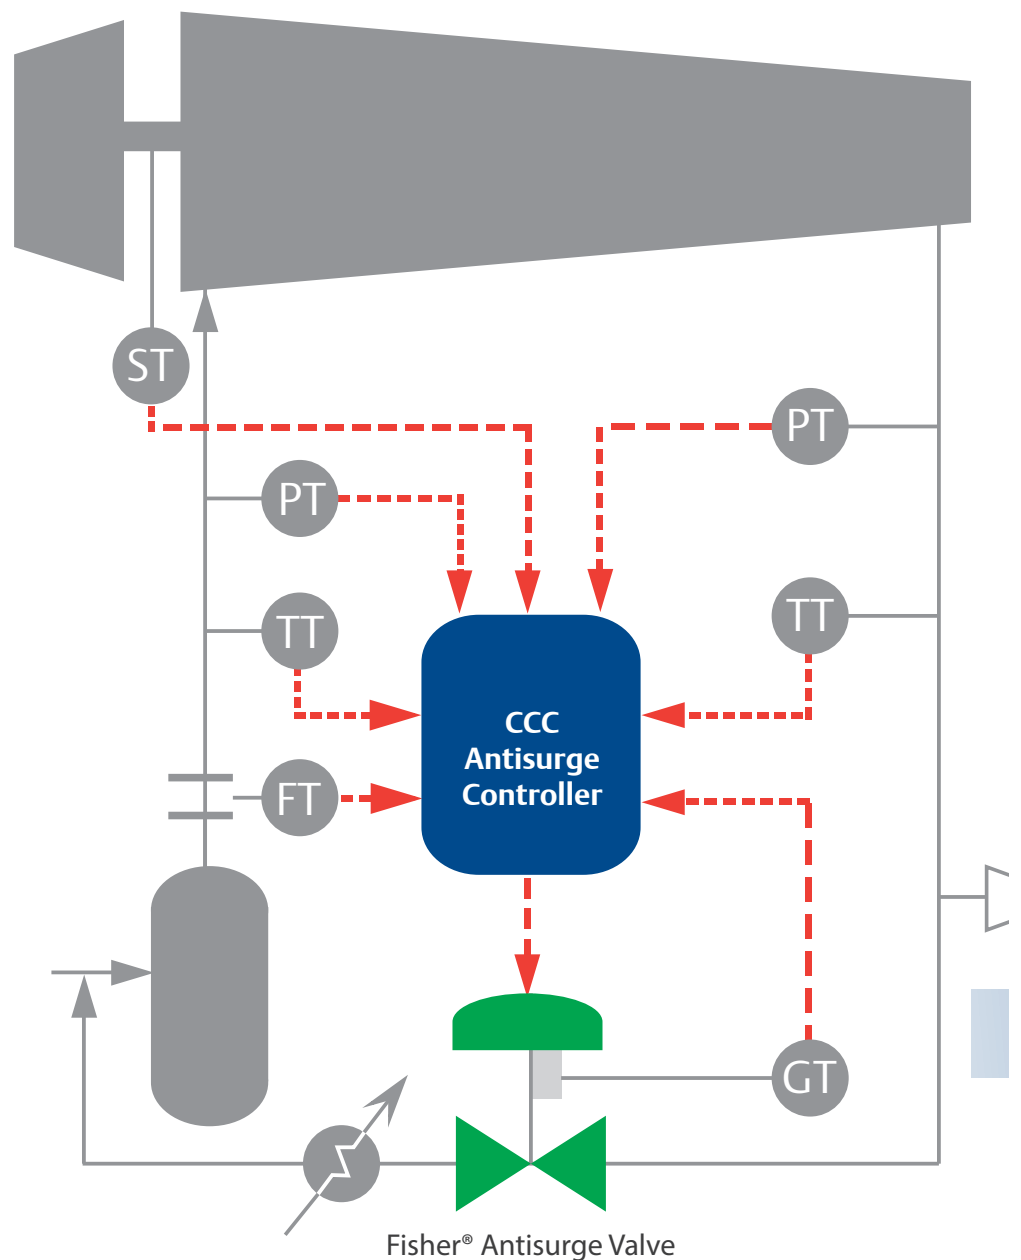 ST
PT
PT
TT
TT
CCC
Antisurge
Controller
FT
GT
Fisher® Antisurge Valve